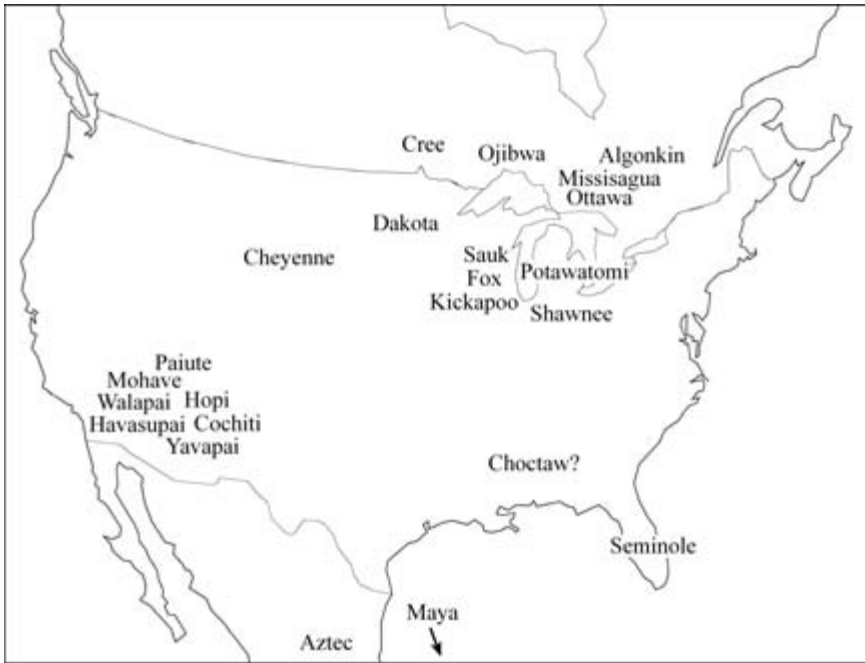 Cree
Ojibwa
Algonkin
Missisagua
Ottawa
Dakota
Cheyenne
Sauk
Fox
Potawatomi
Kickapoo
Shawnee
Paiute
Mohave
Walapai
Hopi
Havasupai
Cochiti
Yavapai
Choctaw?
Seminole
Maya
Aztec